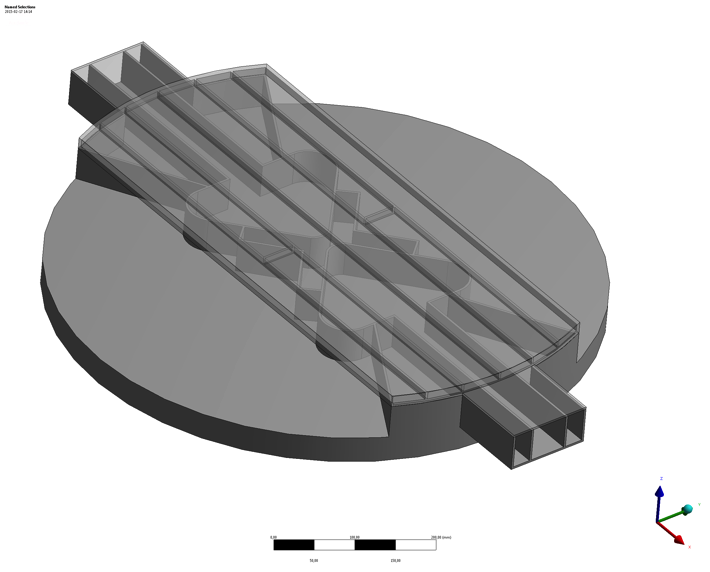 Named Selections
2015-02-17 14:14
Z
Y
X
0,00 100,00 200,00 (mm)
50,00 150,00